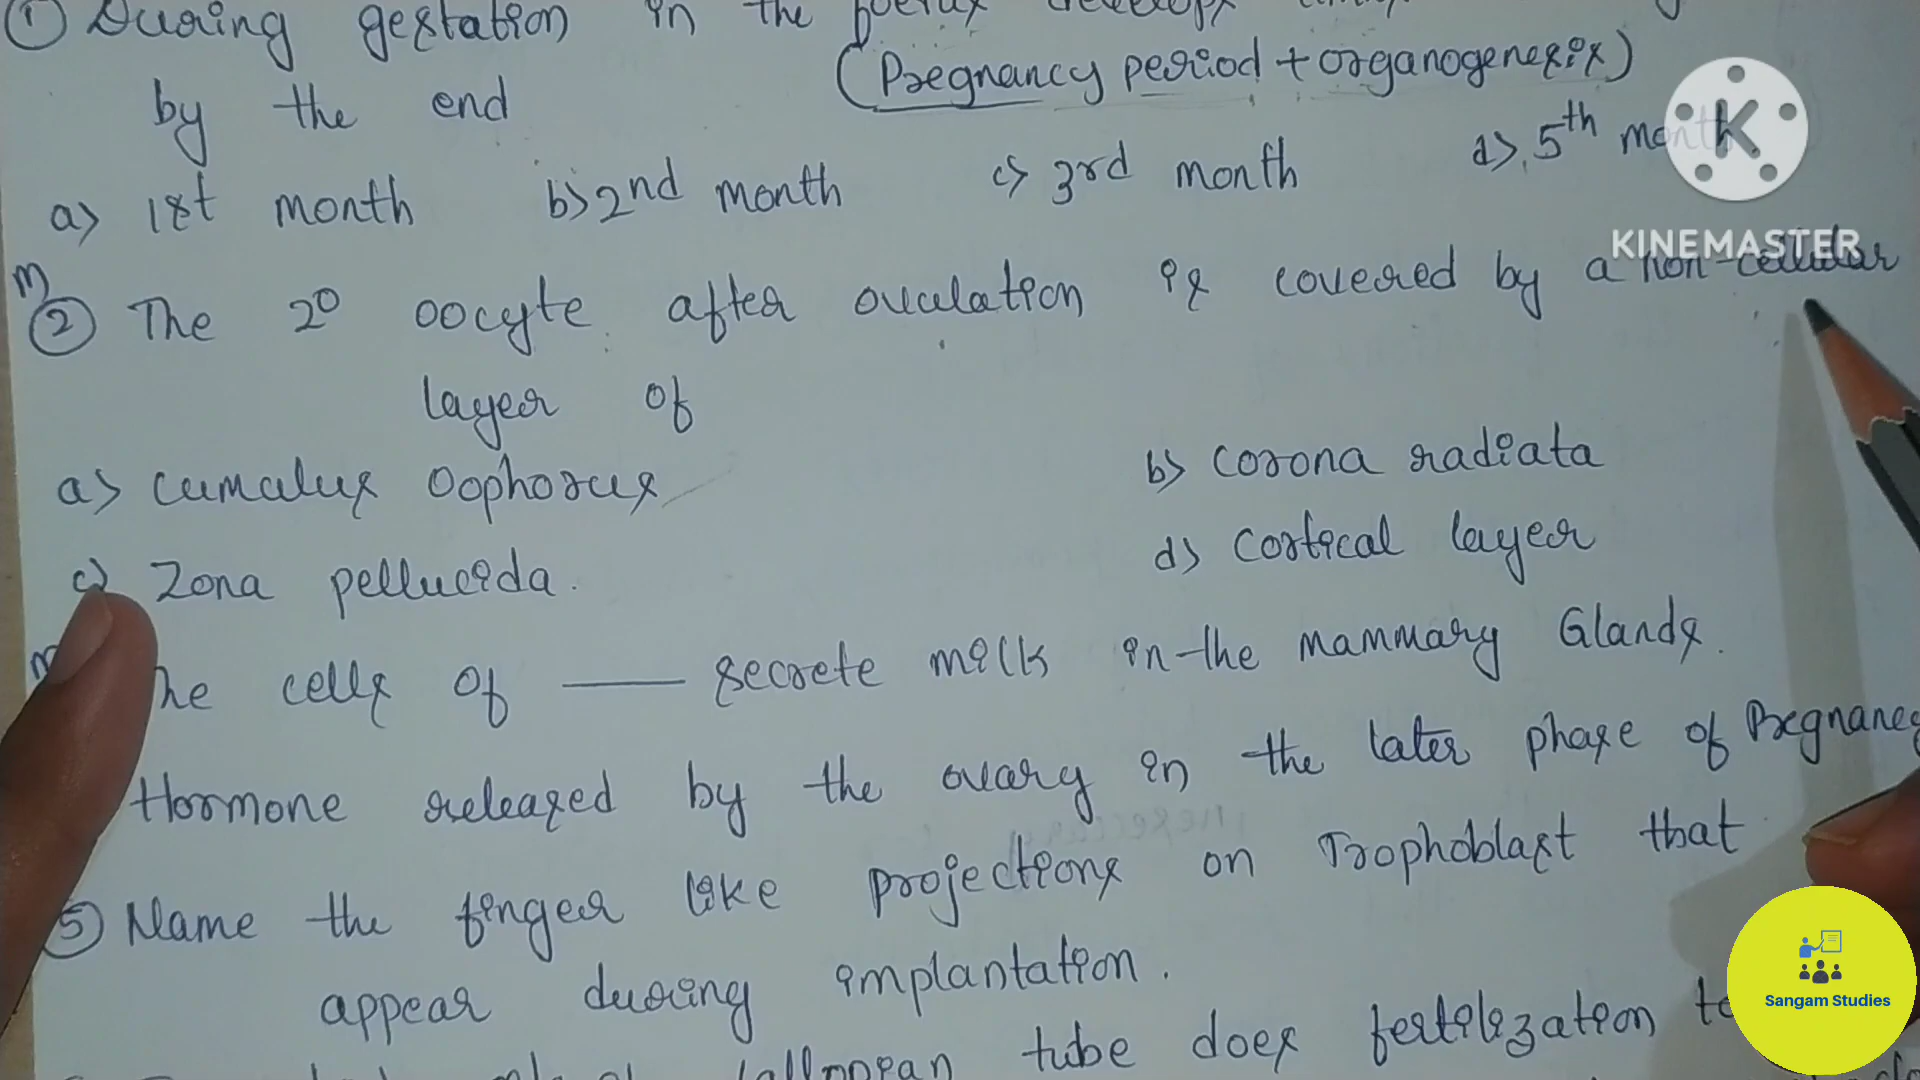 ① During gestation in the
(Pregnancy period + organogenesis)
by the end
a) 1st month b) 2nd month c) 3rd month d) 5th month
M
② The 2° oocyte after ovulation is covered by a non-cellular
layer of
a) cumulus Oophorus b) corona radiata
c) Zona pellucida. d) cortical layer
The cells of ___ secrete milk in the mammary Glands.
Hormone released by the ovary in the later phase of Pregnancy
⑤ Name the finger like projections on Trophoblast that
appear during implantation.
tube does fertilization
KINEMASTER
Sangam Studies